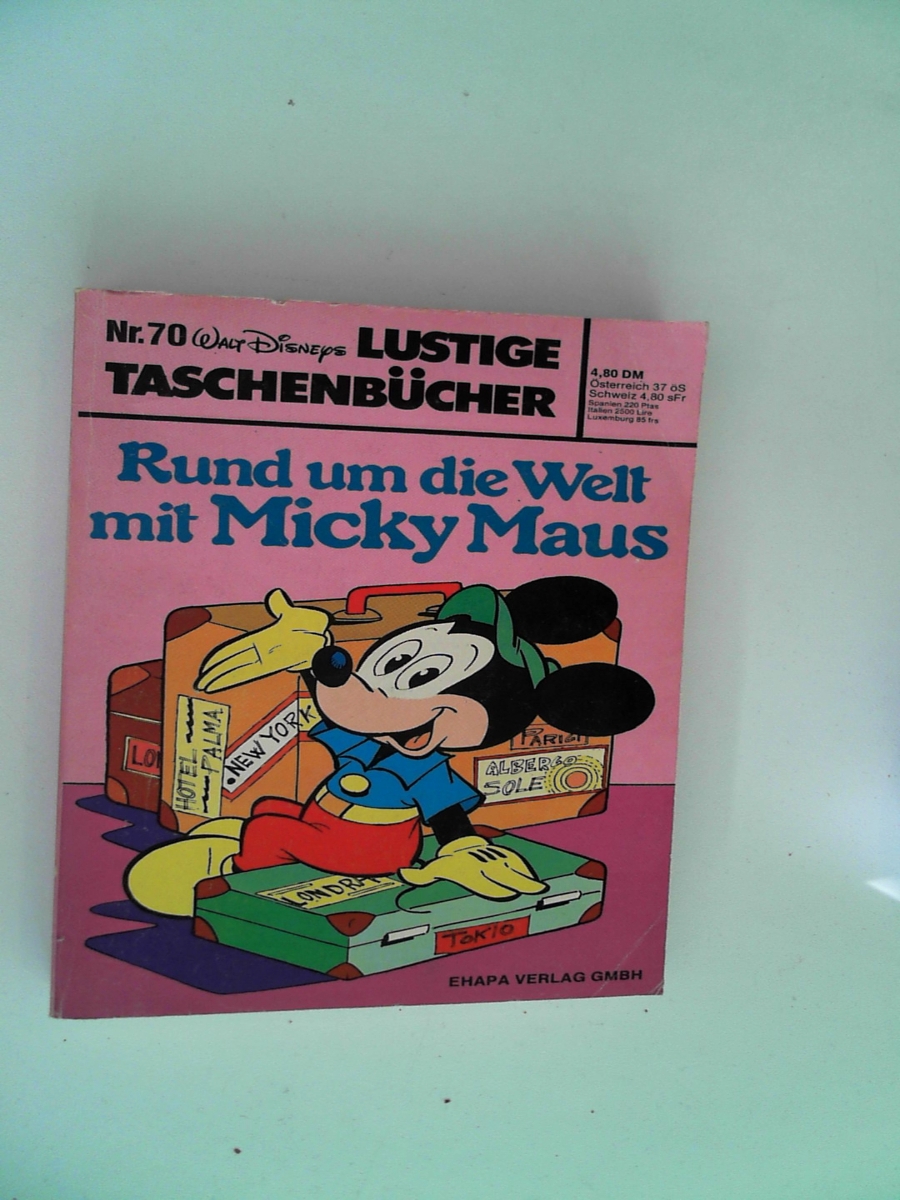 Nr. 70 WALT DISNEYS LUSTIGE
TASCHENBÜCHER
4,80 DM
Österreich 37 öS
Schweiz 4,80 sFr
Spanien 220 Ptas
Italien 2500 Lire
Luxemburg 85 frs
Rund um die Welt
mit Micky Maus
LON
HOTEL
PALMA
NEW YORK
PARIGI
ALBERGO
SOLE
LONDRA
TOKIO
EHAPA VERLAG GMBH